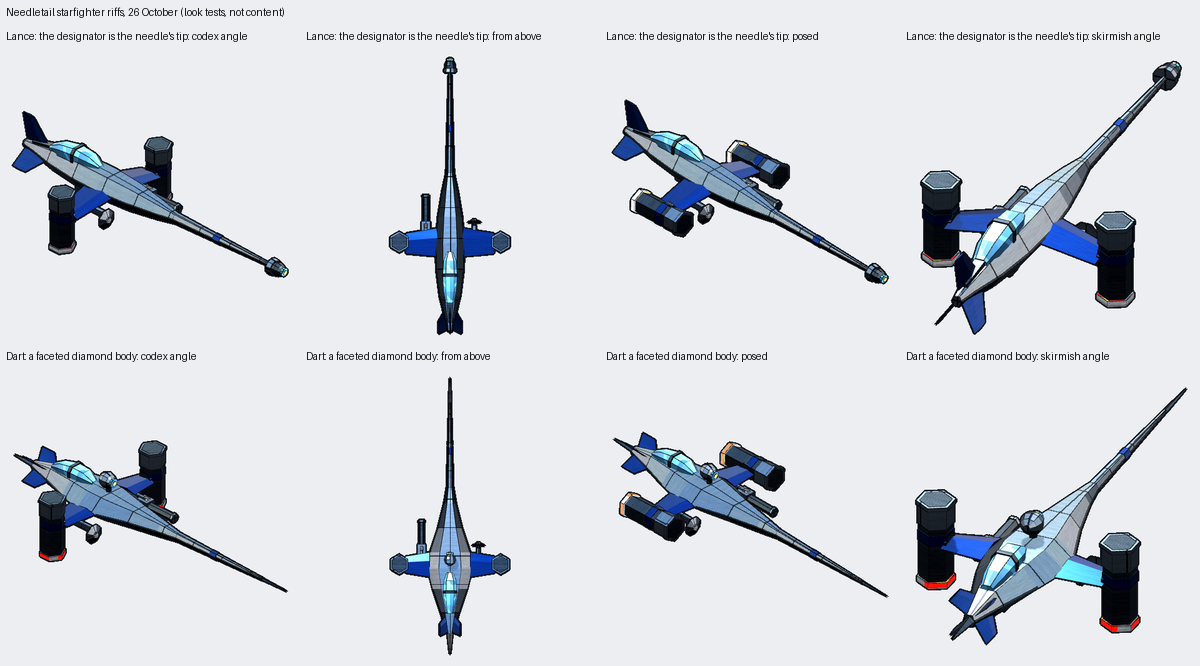 Needletail starfighter riffs, 26 October (look tests, not content)
Lance: the designator is the needle's tip: codex angle
Lance: the designator is the needle's tip: from above
Lance: the designator is the needle's tip: posed
Lance: the designator is the needle's tip: skirmish angle
Dart: a faceted diamond body: codex angle
Dart: a faceted diamond body: from above
Dart: a faceted diamond body: posed
Dart: a faceted diamond body: skirmish angle